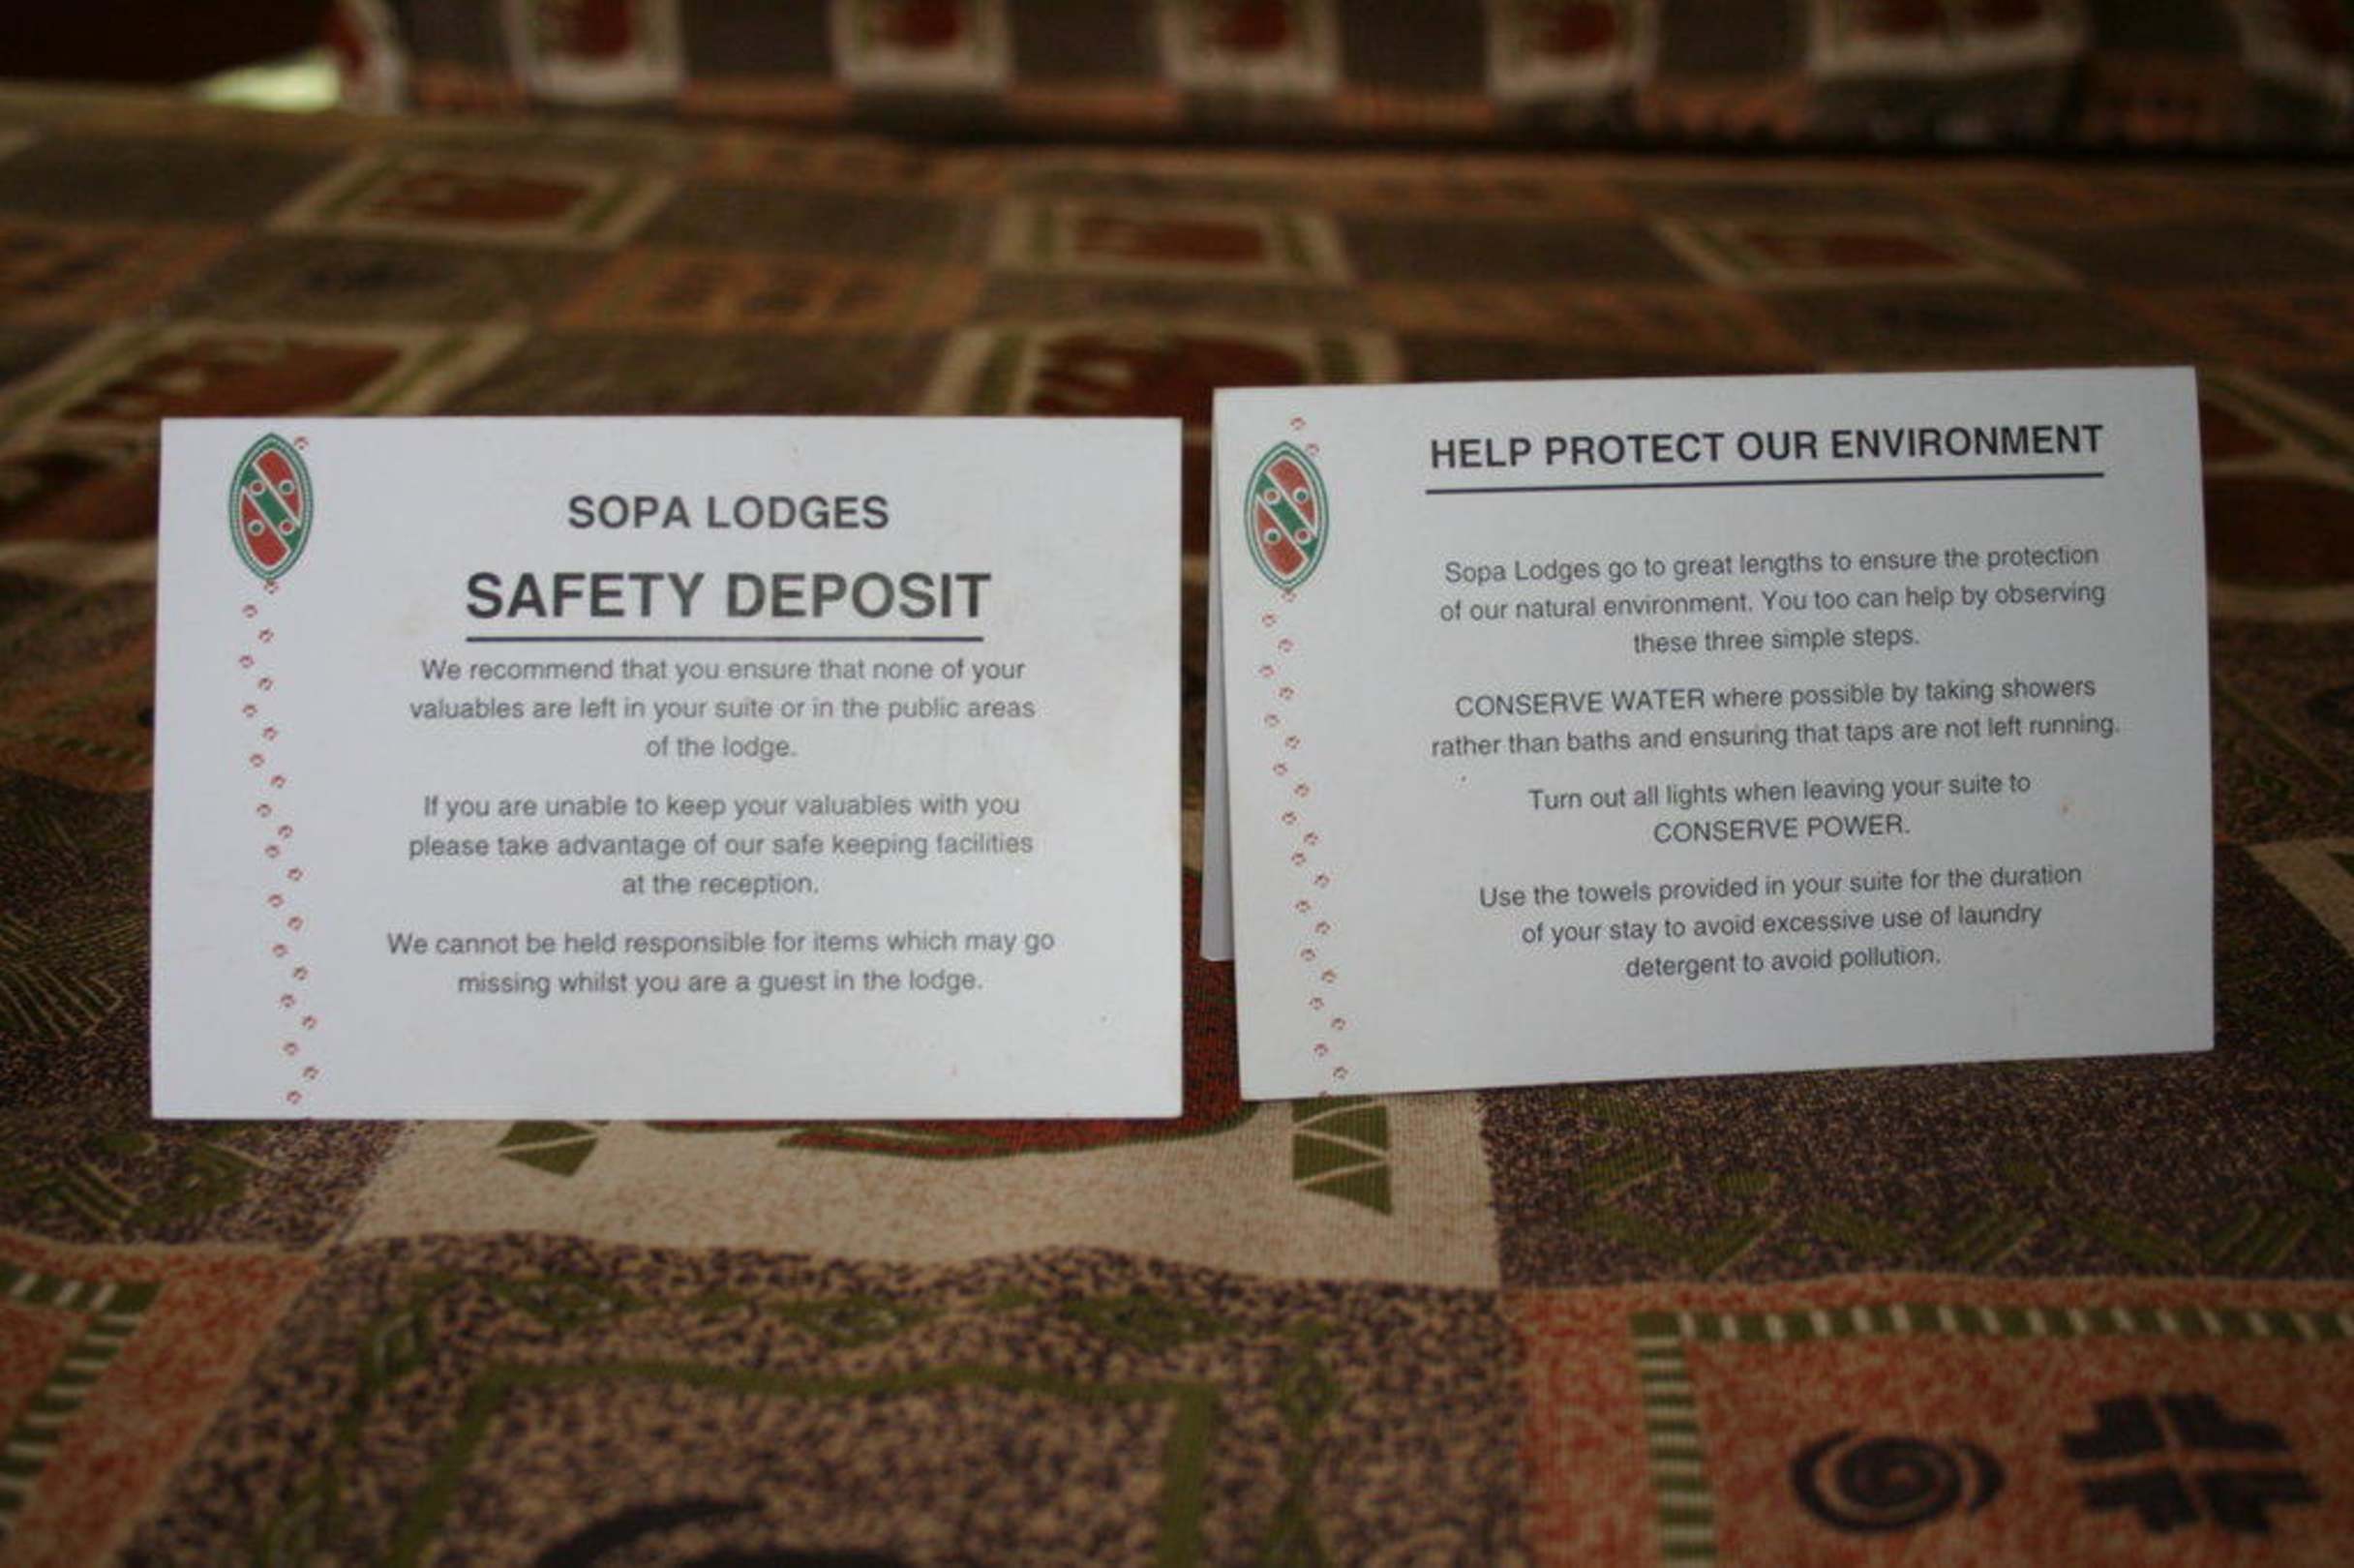 SOPA LODGES
SAFETY DEPOSIT
We recommend that you ensure that none of your
valuables are left in your suite or in the public areas
of the lodge.
If you are unable to keep your valuables with you
please take advantage of our safe keeping facilities
at the reception.
We cannot be held responsible for items which may go
missing whilst you are a guest in the lodge.
HELP PROTECT OUR ENVIRONMENT
Sopa Lodges go to great lengths to ensure the protection
of our natural environment. You too can help by observing
these three simple steps.
CONSERVE WATER where possible by taking showers
rather than baths and ensuring that taps are not left running.
Turn out all lights when leaving your suite to
CONSERVE POWER.
Use the towels provided in your suite for the duration
of your stay to avoid excessive use of laundry
detergent to avoid pollution.